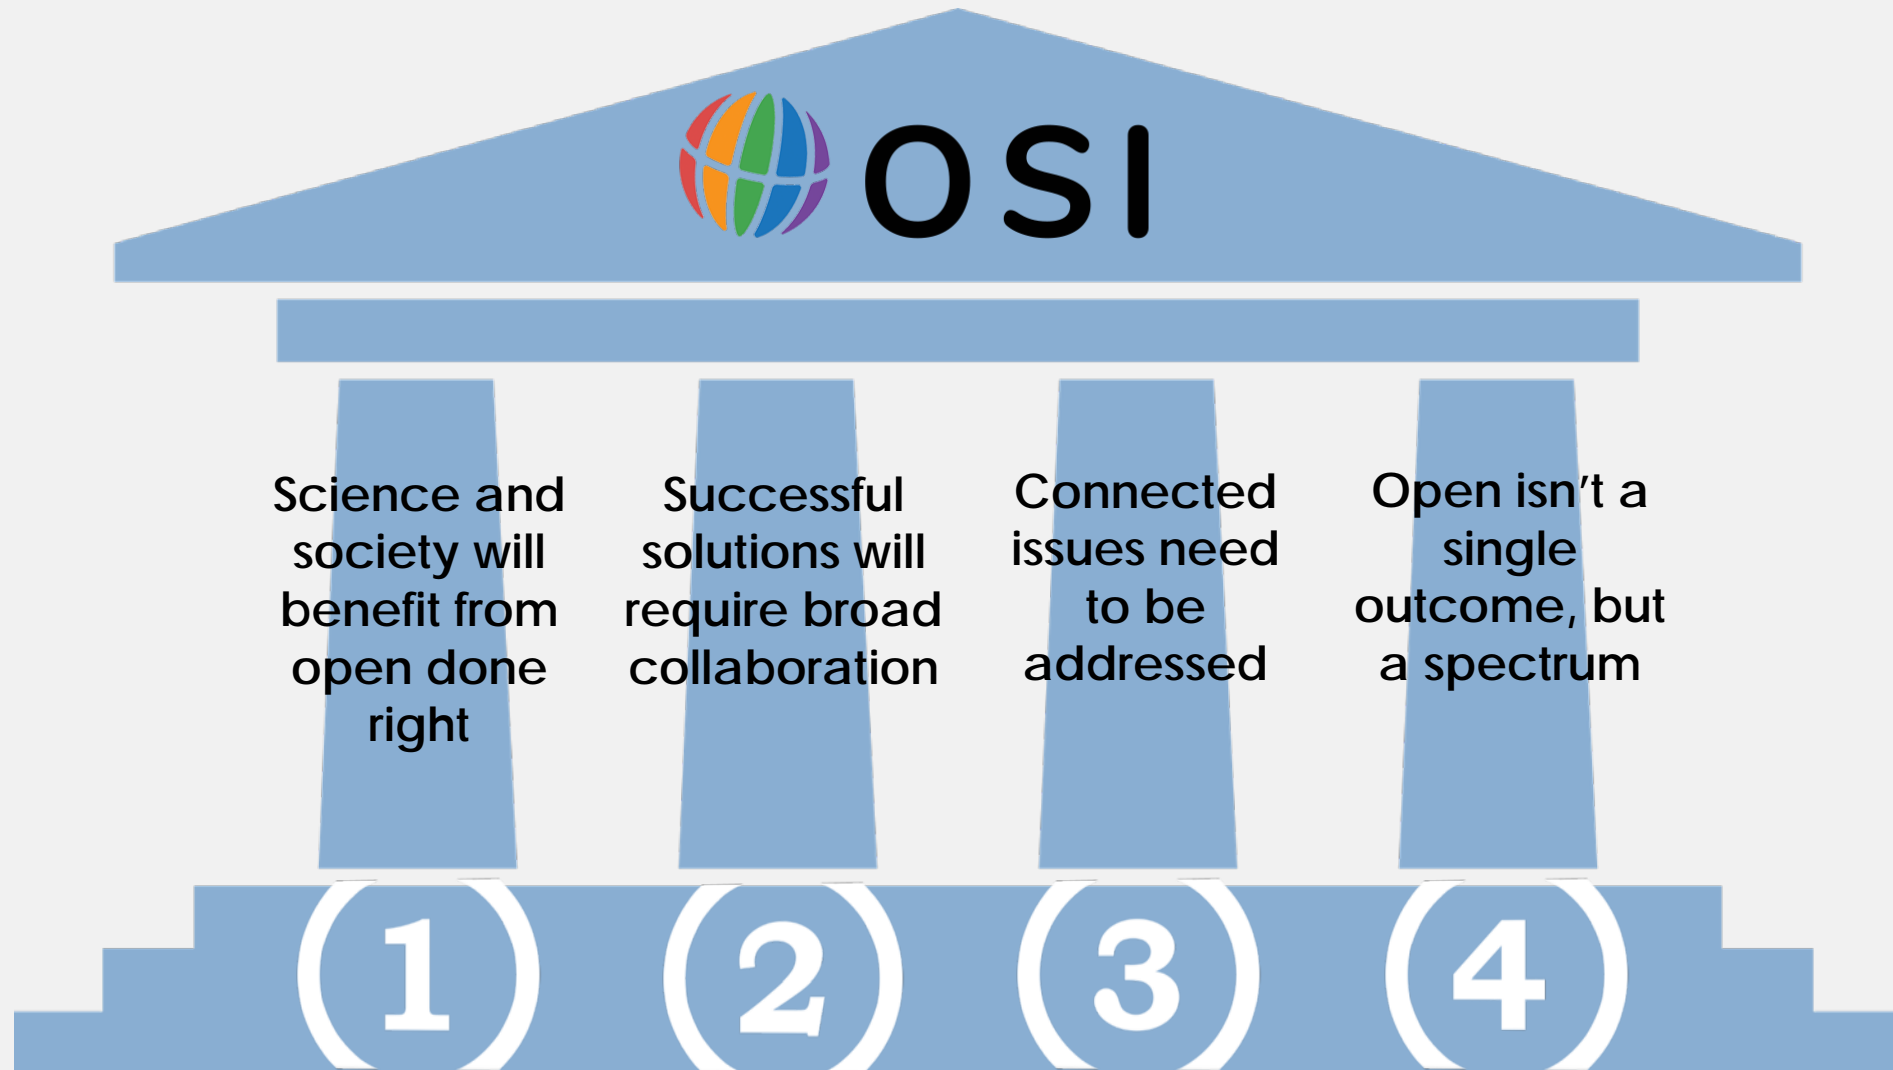 OSI
Science and
society will
benefit from
open done
right
Successful
solutions will
require broad
collaboration
Connected
issues need
to be
addressed
Open isn’t a
single
outcome, but
a spectrum
1
2
3
4